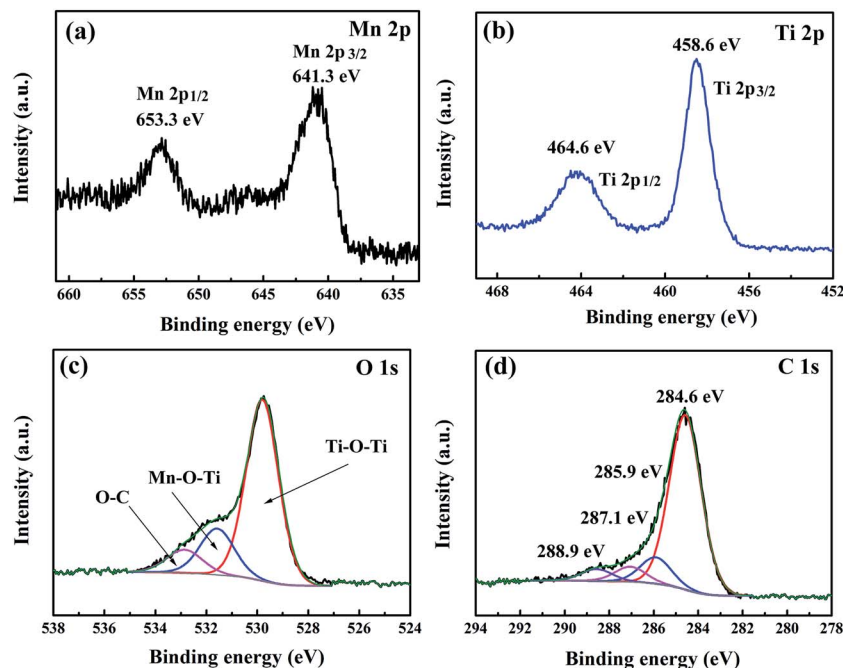 (a)
Mn 2p
Mn 2p 3/2
641.3 eV
Mn 2p1/2
653.3 eV
Intensity (a.u.)
660 655 650 645 640 635
Binding energy (eV)
(b)
Ti 2p
458.6 eV
Ti 2p3/2
464.6 eV
Ti 2p1/2
Intensity (a.u.)
468 464 460 456 452
Binding energy (eV)
(c)
O 1s
Ti-O-Ti
Mn-O-Ti
O-C
Intensity (a.u.)
538 536 534 532 530 528 526 524
Binding energy (eV)
(d)
C 1s
284.6 eV
285.9 eV
287.1 eV
288.9 eV
Intensity (a.u.)
294 292 290 288 286 284 282 280 278
Binding energy (eV)